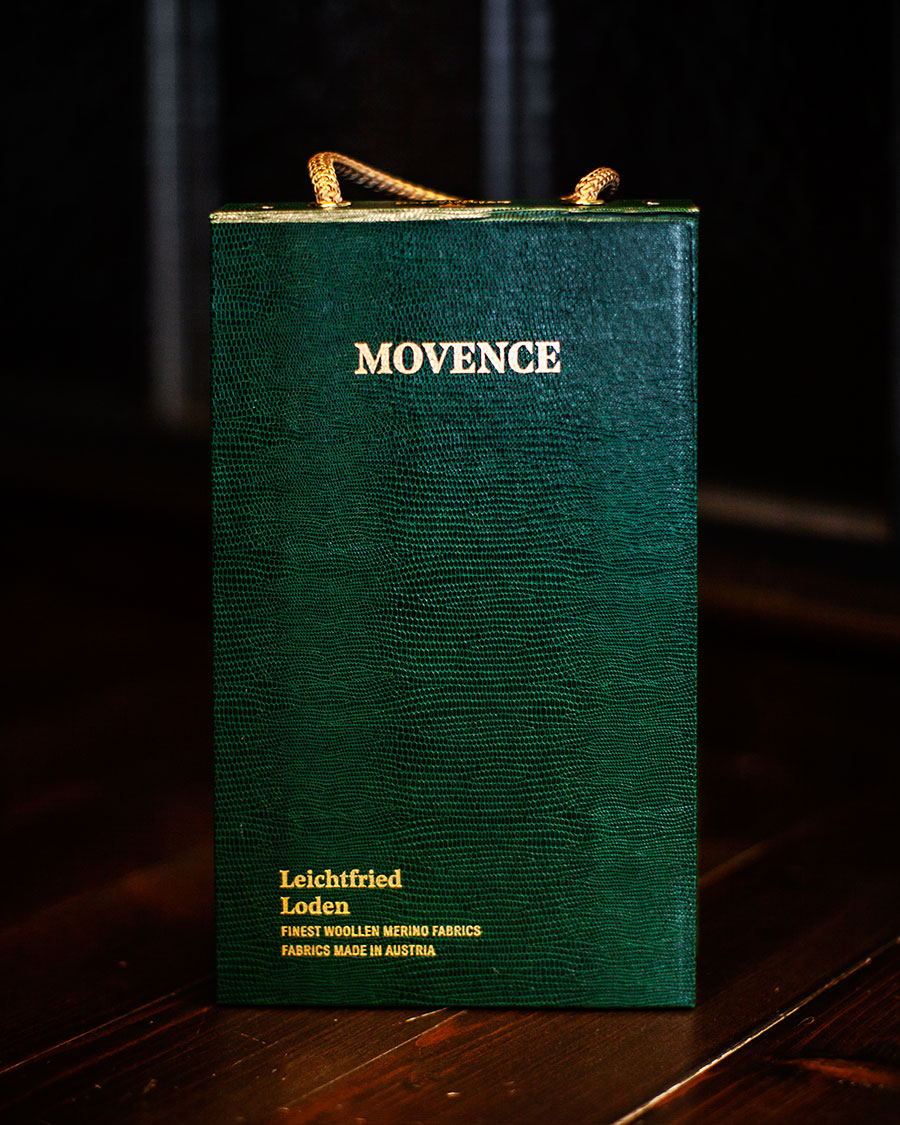 MOVENCE
Leichtfried
Loden
FINEST WOOLLEN MERINO FABRICS
FABRICS MADE IN AUSTRIA